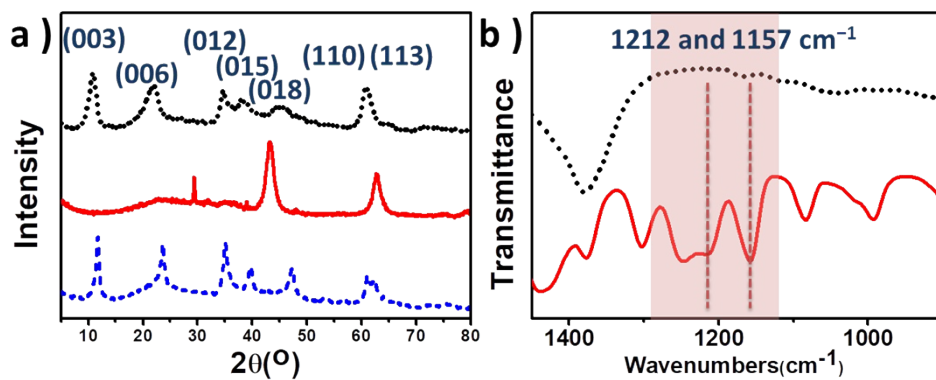 a )
(003)
(006)
(012)
(015)
(018)
(110)
(113)
Intensity
10 20 30 40 50 60 70 80
2θ(O)
b )
1212 and 1157 cm⁻¹
Transmittance
1400 1200 1000
Wavenumbers(cm⁻¹)